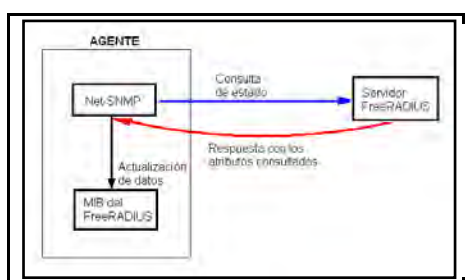 AGENTE
Net-SNMP
Consulta
de estado
Servidor
FreeRADIUS
Respuesta con los
atributos consultados
Actualización
de datos
MIB del
FreeRADIUS